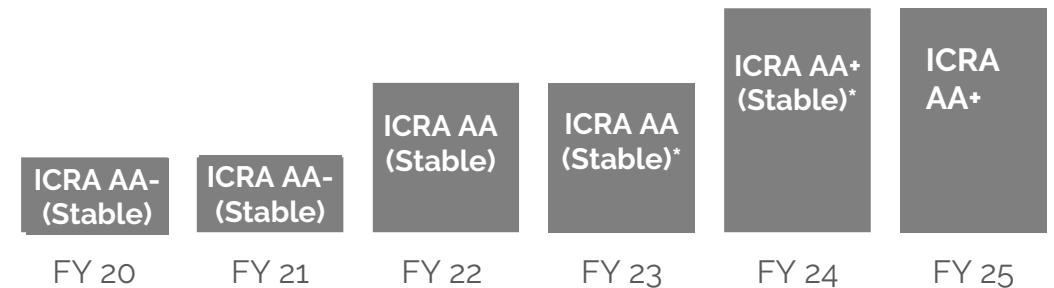 ICRA AA-
(Stable)
ICRA AA-
(Stable)
ICRA AA
(Stable)
ICRA AA
(Stable)*
ICRA AA+
(Stable)*
ICRA
AA+
FY 20
FY 21
FY 22
FY 23
FY 24
FY 25